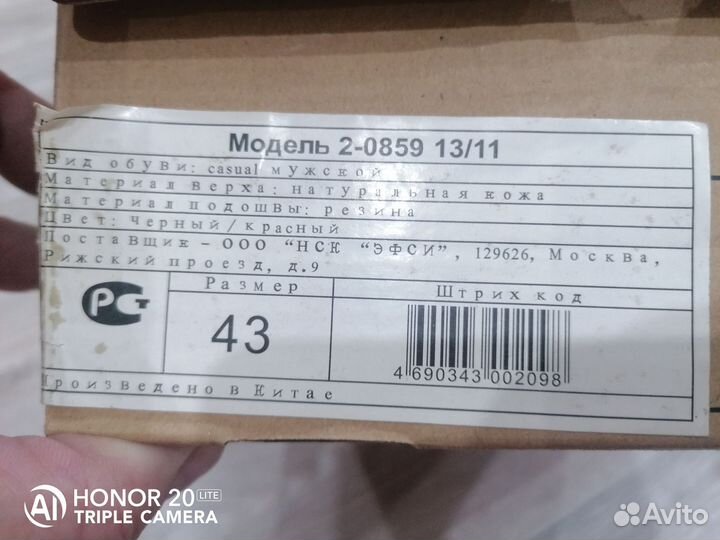 Модель 2-0859 13/11
Вид обуви: casual мужской
Материал верха: натуральная кожа
Материал подошвы: резина
Цвет: Черный/красный
Поставщик – ООО “НСК “ЭФСИ”, 129626, Москва,
Рижский проезд, д.9
РСт
Размер
Штрих код
43
4 690343 002098
Произведено в Китае
AI HONOR 20 LITE
TRIPLE CAMERA
Avito